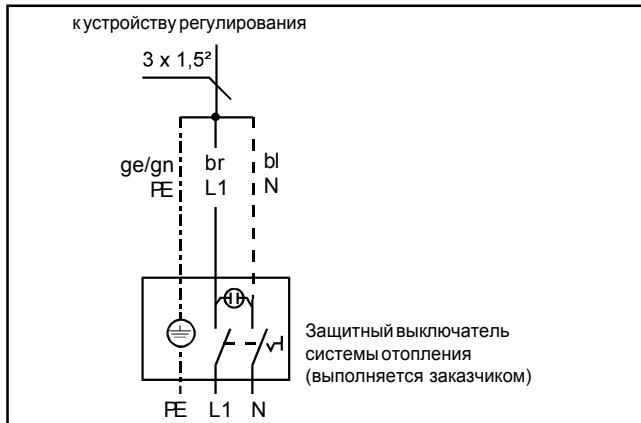 к устройству регулирования
3 x 1,5²
ge/gn br bl
PE L1 N
Защитный выключатель
системы отопления
(выполняется заказчиком)
PE L1 N